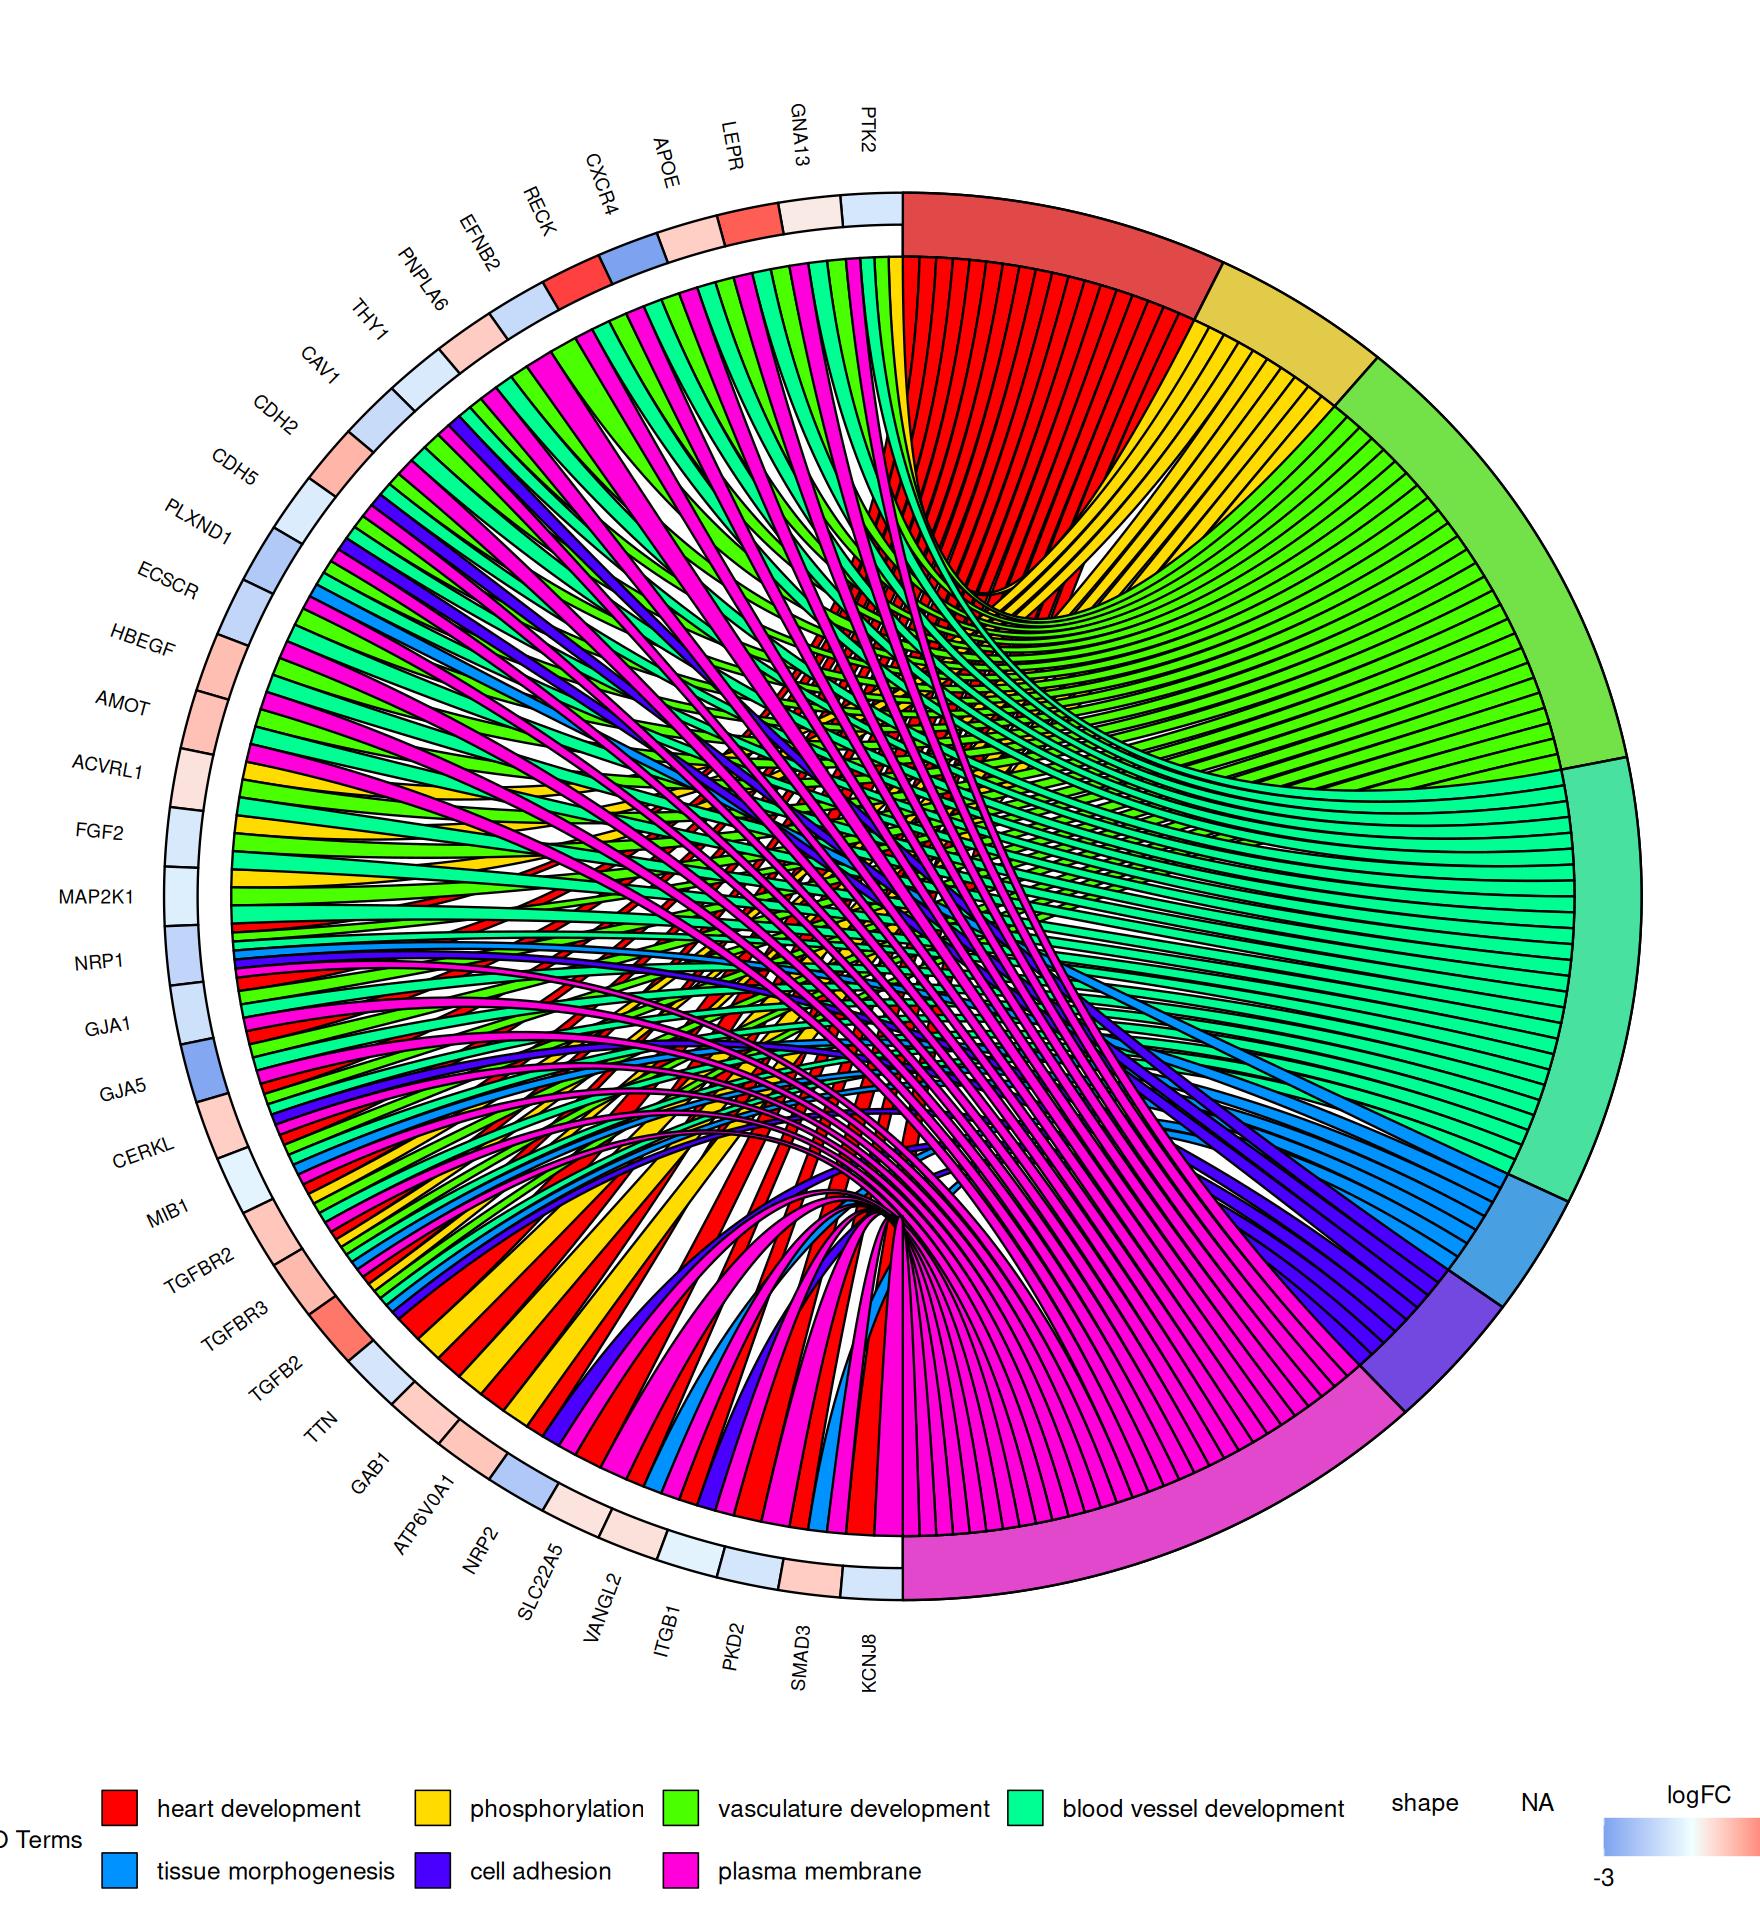 PTK2
GNA13
LEPR
APOE
CXCR4
RECK
EFNB2
PNPLA6
THY1
CAV1
CDH2
CDH5
PLXND1
ECSCR
HBEGF
AMOT
ACVRL1
FGF2
MAP2K1
NRP1
GJA1
GJA5
CERKL
MIB1
TGFBR2
TGFBR3
TGFB2
TTN
GAB1
ATP6V0A1
NRP2
SLC22A5
VANGL2
ITGB1
PKD2
SMAD3
KCNJ8
O Terms
heart development
phosphorylation
vasculature development
blood vessel development
tissue morphogenesis
cell adhesion
plasma membrane
shape
NA
logFC
-3